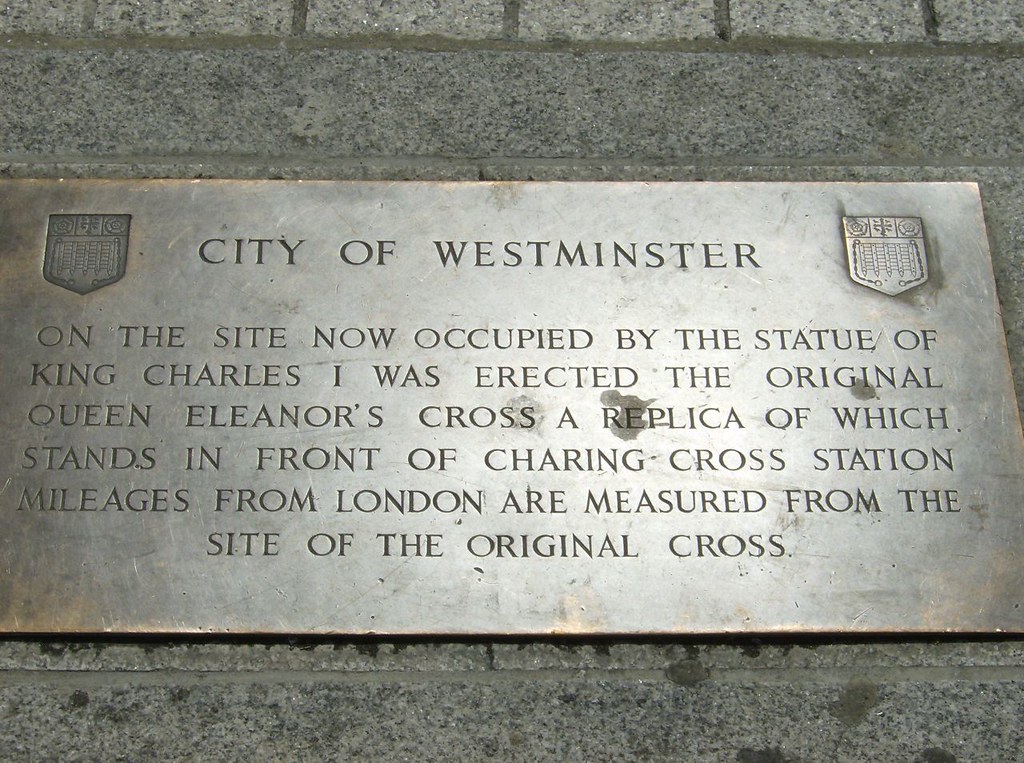 CITY OF WESTMINSTER
ON THE SITE NOW OCCUPIED BY THE STATUE OF
KING CHARLES I WAS ERECTED THE ORIGINAL
QUEEN ELEANOR'S CROSS A REPLICA OF WHICH
STANDS IN FRONT OF CHARING CROSS STATION
MILEAGES FROM LONDON ARE MEASURED FROM THE
SITE OF THE ORIGINAL CROSS.